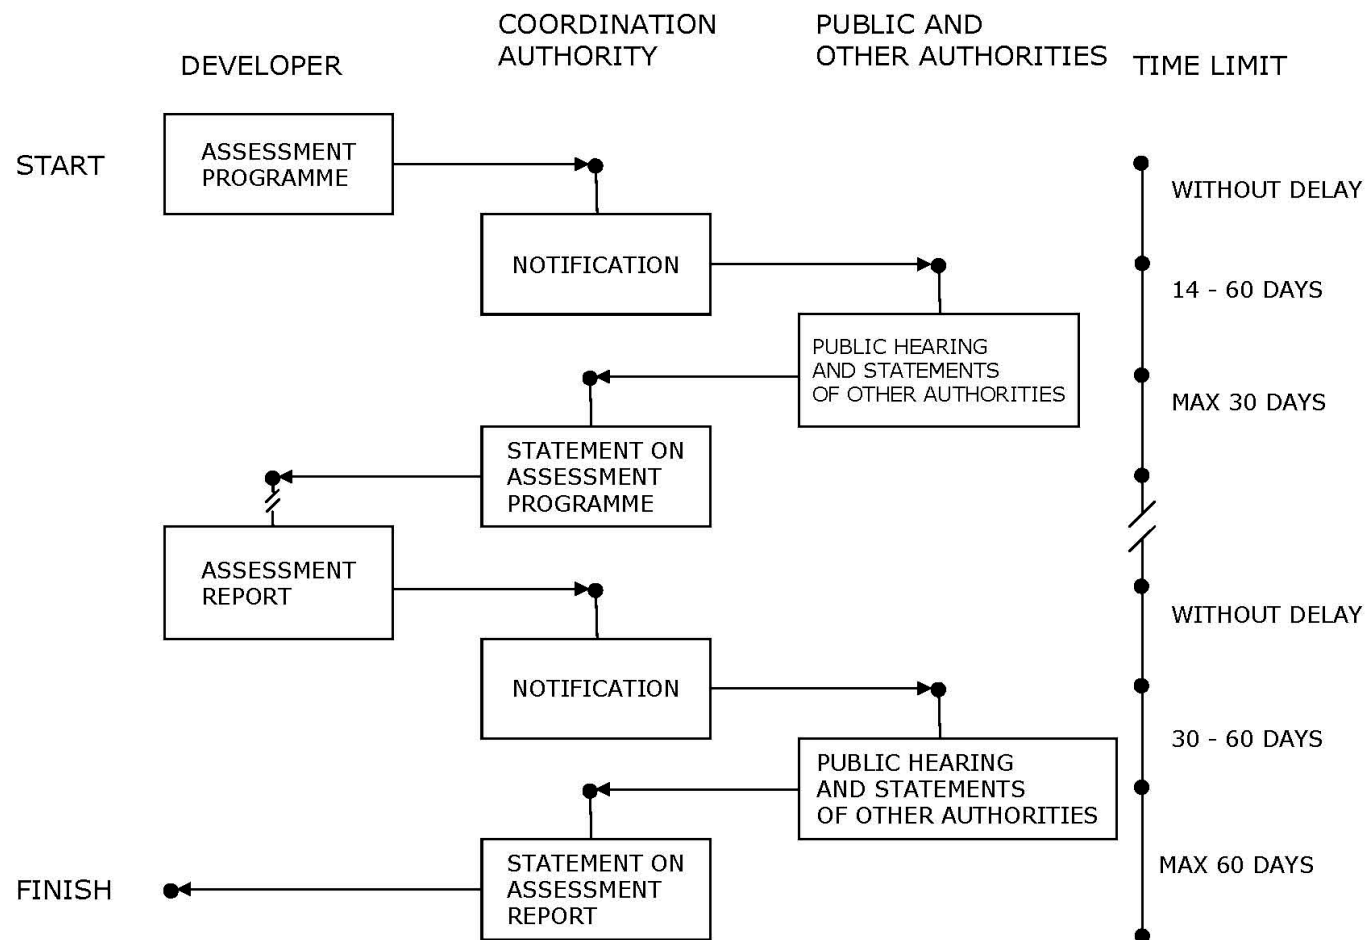 COORDINATION
AUTHORITY
PUBLIC AND
OTHER AUTHORITIES
DEVELOPER
TIME LIMIT
START
ASSESSMENT
PROGRAMME
WITHOUT DELAY
NOTIFICATION
14 - 60 DAYS
PUBLIC HEARING
AND STATEMENTS
OF OTHER AUTHORITIES
MAX 30 DAYS
STATEMENT ON
ASSESSMENT
PROGRAMME
ASSESSMENT
REPORT
WITHOUT DELAY
NOTIFICATION
30 - 60 DAYS
PUBLIC HEARING
AND STATEMENTS
OF OTHER AUTHORITIES
MAX 60 DAYS
STATEMENT ON
ASSESSMENT
REPORT
FINISH